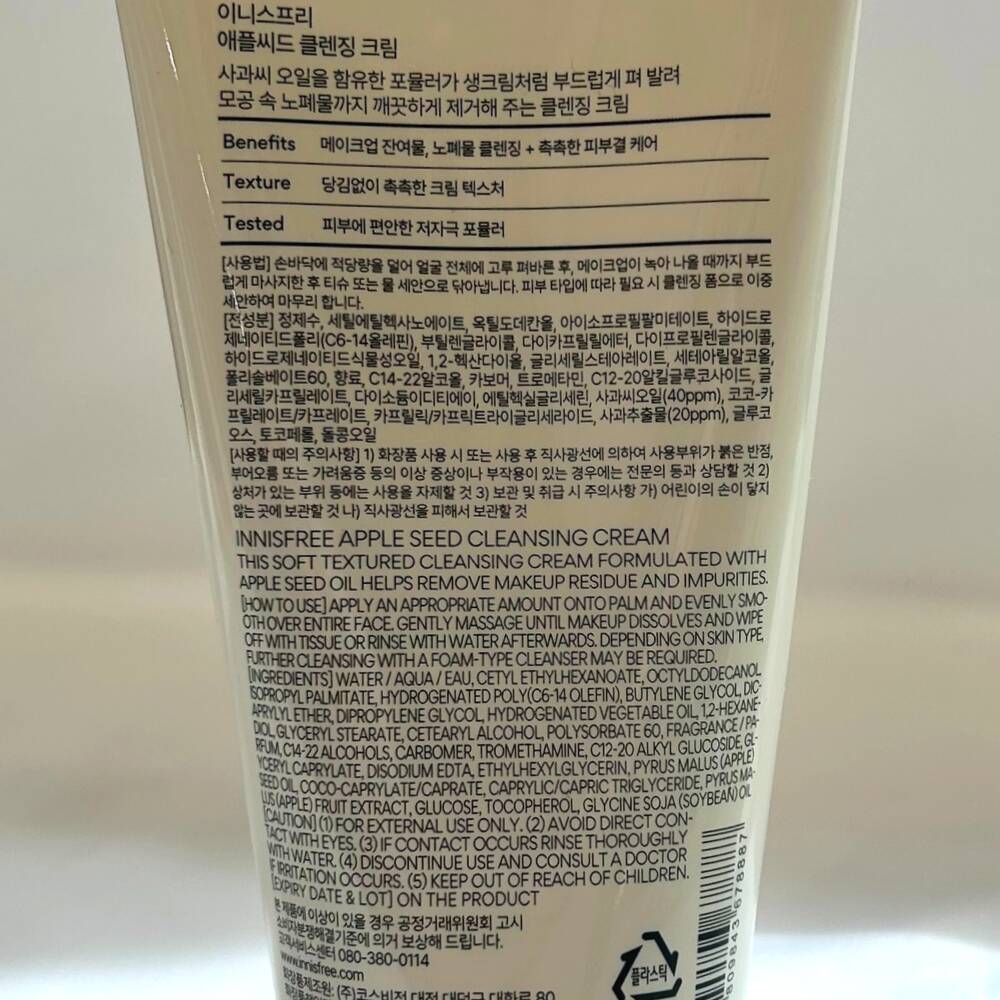 이니스프리
애플씨드 클렌징 크림
사과씨 오일을 함유한 포뮬러가 생크림처럼 부드럽게 펴 발려
모공 속 노폐물까지 깨끗하게 제거해 주는 클렌징 크림
Benefits 메이크업 잔여물, 노폐물 클렌징 + 촉촉한 피부결 케어
Texture 당김없이 촉촉한 크림 텍스처
Tested 피부에 편안한 저자극 포뮬러
[사용법] 손바닥에 적당량을 덜어 얼굴 전체에 고루 펴바른 후, 메이크업이 녹아 나올 때까지 부드
럽게 마사지한 후 티슈 또는 물 세안으로 닦아냅니다. 피부 타입에 따라 필요 시 클렌징 폼으로 이중
세안하여 마무리 합니다.
[전성분] 정제수, 세틸에틸헥사노에이트, 옥틸도데칸올, 아이소프로필팔미테이트, 하이드로
제네이티드폴리(C6-14올레핀), 부틸렌글라이콜, 다이카프릴릴에터, 다이프로필렌글라이콜,
하이드로제네이티드식물성오일, 1,2-헥산다이올, 글리세릴스테아레이트, 세테아릴알코올,
폴리솔베이트60, 향료, C14-22알코올, 카보머, 트로메타민, C12-20알킬글루코사이드, 글
리세릴카프릴레이트, 다이소듐이디티에이, 에틸헥실글리세린, 사과씨오일(40ppm), 코코-카
프릴레이트/카프레이트, 카프릴릭/카프릭트라이글리세라이드, 사과추출물(20ppm), 글루코
오스, 토코페롤, 돌콩오일
[사용할 때의 주의사항] 1) 화장품 사용 시 또는 사용 후 직사광선에 의하여 사용부위가 붉은 반점,
부어오름 또는 가려움증 등의 이상 증상이나 부작용이 있는 경우에는 전문의 등과 상담할 것 2)
상처가 있는 부위 등에는 사용을 자제할 것 3) 보관 및 취급 시 주의사항 가) 어린이의 손이 닿지
않는 곳에 보관할 것 나) 직사광선을 피해서 보관할 것
INNISFREE APPLE SEED CLEANSING CREAM
THIS SOFT TEXTURED CLEANSING CREAM FORMULATED WITH
APPLE SEED OIL HELPS REMOVE MAKEUP RESIDUE AND IMPURITIES.
[HOW TO USE] APPLY AN APPROPRIATE AMOUNT ONTO PALM AND EVENLY SMO-
OTH OVER ENTIRE FACE. GENTLY MASSAGE UNTIL MAKEUP DISSOLVES AND WIPE
OFF WITH TISSUE OR RINSE WITH WATER AFTERWARDS. DEPENDING ON SKIN TYPE,
FURTHER CLEANSING WITH A FOAM-TYPE CLEANSER MAY BE REQUIRED.
[INGREDIENTS] WATER / AQUA / EAU, CETYL ETHYLHEXANOATE, OCTYLDODECANOL,
ISOPROPYL PALMITATE, HYDROGENATED POLY(C6-14 OLEFIN), BUTYLENE GLYCOL, DIC-
APRYLYL ETHER, DIPROPYLENE GLYCOL, HYDROGENATED VEGETABLE OIL, 1,2-HEXANE-
DIOL, GLYCERYL STEARATE, CETEARYL ALCOHOL, POLYSORBATE 60, FRAGRANCE / PA-
RFUM, C14-22 ALCOHOLS, CARBOMER, TROMETHAMINE, C12-20 ALKYL GLUCOSIDE, GL-
YCERYL CAPRYLATE, DISODIUM EDTA, ETHYLHEXYLGLYCERIN, PYRUS MALUS (APPLE)
SEED OIL, COCO-CAPRYLATE/CAPRATE, CAPRYLIC/CAPRIC TRIGLYCERIDE, PYRUS MA-
LUS (APPLE) FRUIT EXTRACT, GLUCOSE, TOCOPHEROL, GLYCINE SOJA (SOYBEAN) OIL
[CAUTION] (1) FOR EXTERNAL USE ONLY. (2) AVOID DIRECT CON-
TACT WITH EYES. (3) IF CONTACT OCCURS RINSE THOROUGHLY
WITH WATER. (4) DISCONTINUE USE AND CONSULT A DOCTOR
IF IRRITATION OCCURS. (5) KEEP OUT OF REACH OF CHILDREN.
[EXPIRY DATE & LOT] ON THE PRODUCT
본 제품에 이상이 있을 경우 공정거래위원회 고시
소비자분쟁해결기준에 의거 보상해 드립니다.
고객서비스센터 080-380-0114
www.innisfree.com
화장품제조원: (주)코스비전 대전 대덕구 대화로 80
플라스틱
809843 678887